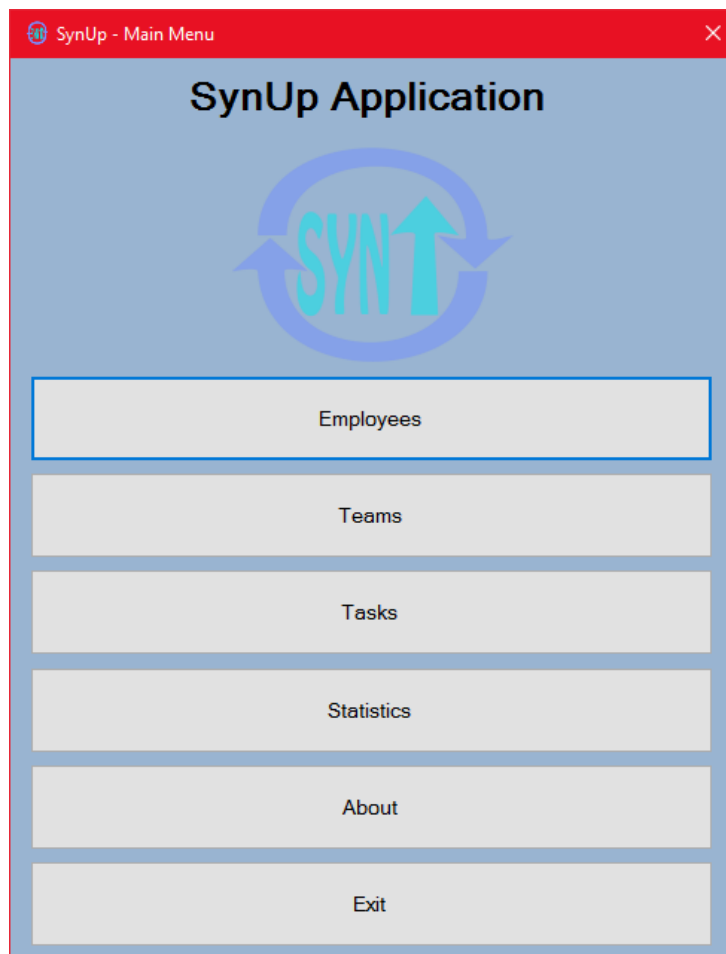 SynUp - Main Menu
SynUp Application
SYN
Employees
Teams
Tasks
Statistics
About
Exit